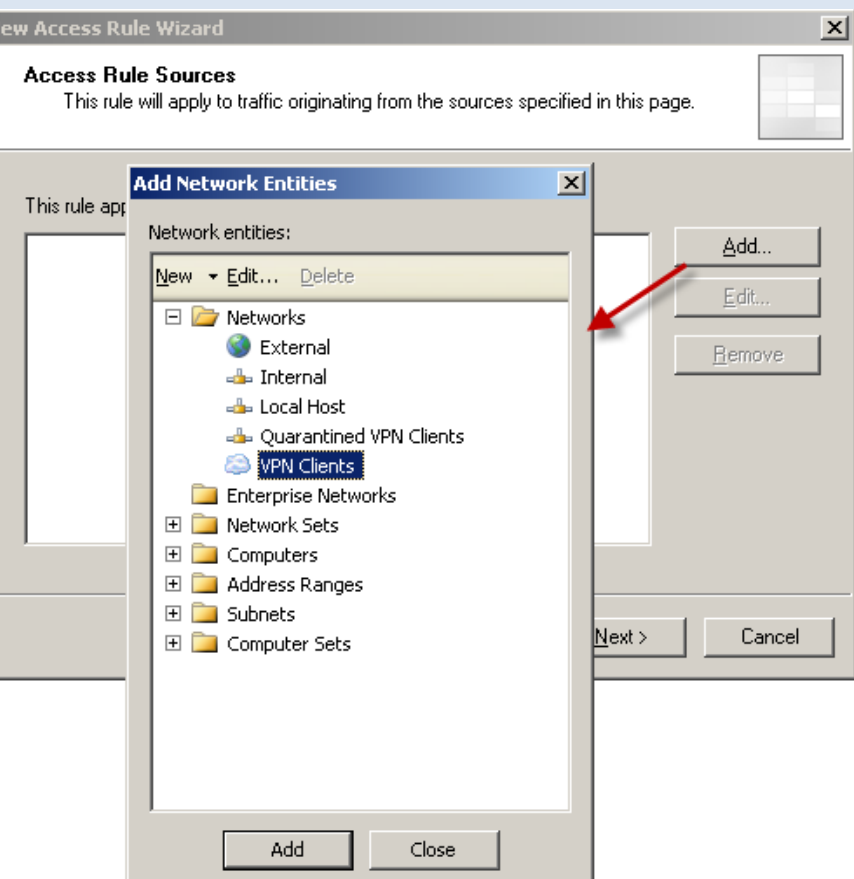 ew Access Rule Wizard
Access Rule Sources
This rule will apply to traffic originating from the sources specified in this page.
This rule app
Add...
Edit...
Remove
Add Network Entities
Network entities:
New Edit... Delete
Networks
External
Internal
Local Host
Quarantined VPN Clients
VPN Clients
Enterprise Networks
Network Sets
Computers
Address Ranges
Subnets
Computer Sets
Add Close
Next > Cancel